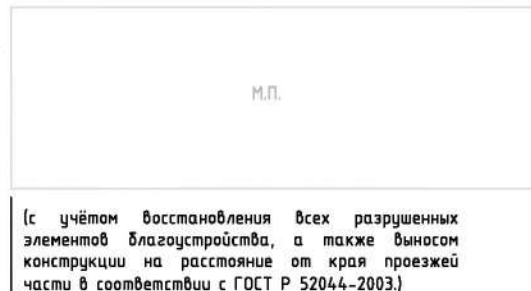 М.П.
(с учётом восстановления всех разрушенных
элементов благоустройства, а также выносом
конструкции на расстояние от края проезжей
части в соответствии с ГОСТ Р 52044-2003.)